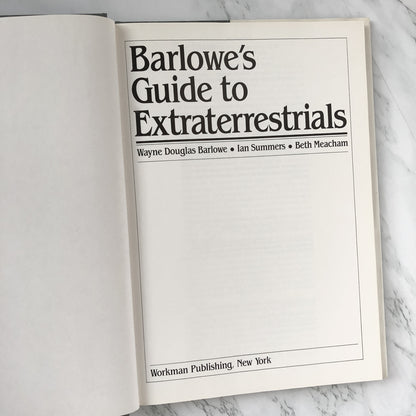 Barlowe's
Guide to
Extraterrestrials
Wayne Douglas Barlowe • Ian Summers • Beth Meacham
Workman Publishing, New York